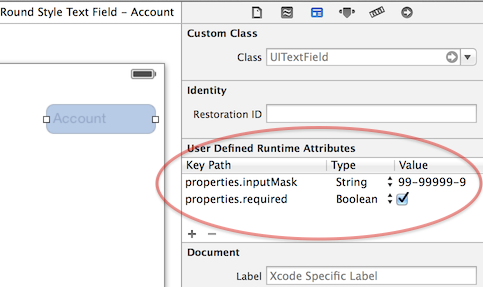 Round Style Text Field – Account
Custom Class
Class UITextField
Account
Identity
Restoration ID
User Defined Runtime Attributes
Key Path Type Value
properties.inputMask String 99-99999-9
properties.required Boolean
Document
Label Xcode Specific Label